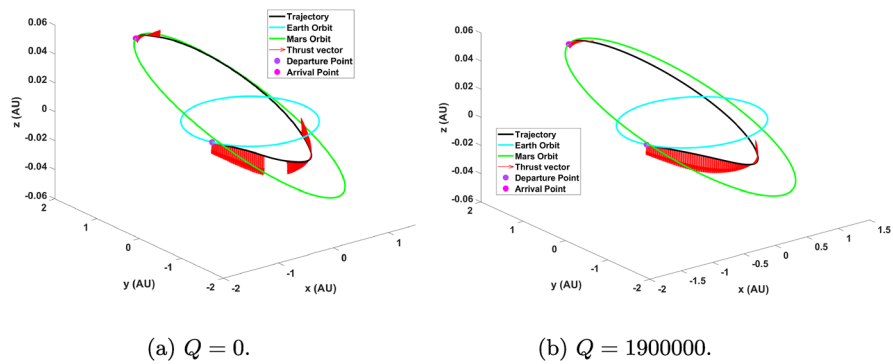 0.06
0.04
0.02
0
-0.02
-0.04
-0.06
z (AU)
2
1
0
-1
-2
y (AU)
-2
-1
0
1
x (AU)
Trajectory
Earth Orbit
Mars Orbit
Thrust vector
Departure Point
Arrival Point
(a) Q = 0.
0.06
0.04
0.02
0
-0.02
-0.04
-0.06
z (AU)
2
1
0
-1
-2
y (AU)
-2
-1.5
-1
-0.5
0
0.5
1
1.5
x (AU)
Trajectory
Earth Orbit
Mars Orbit
Thrust vector
Departure Point
Arrival Point
(b) Q = 1900000.